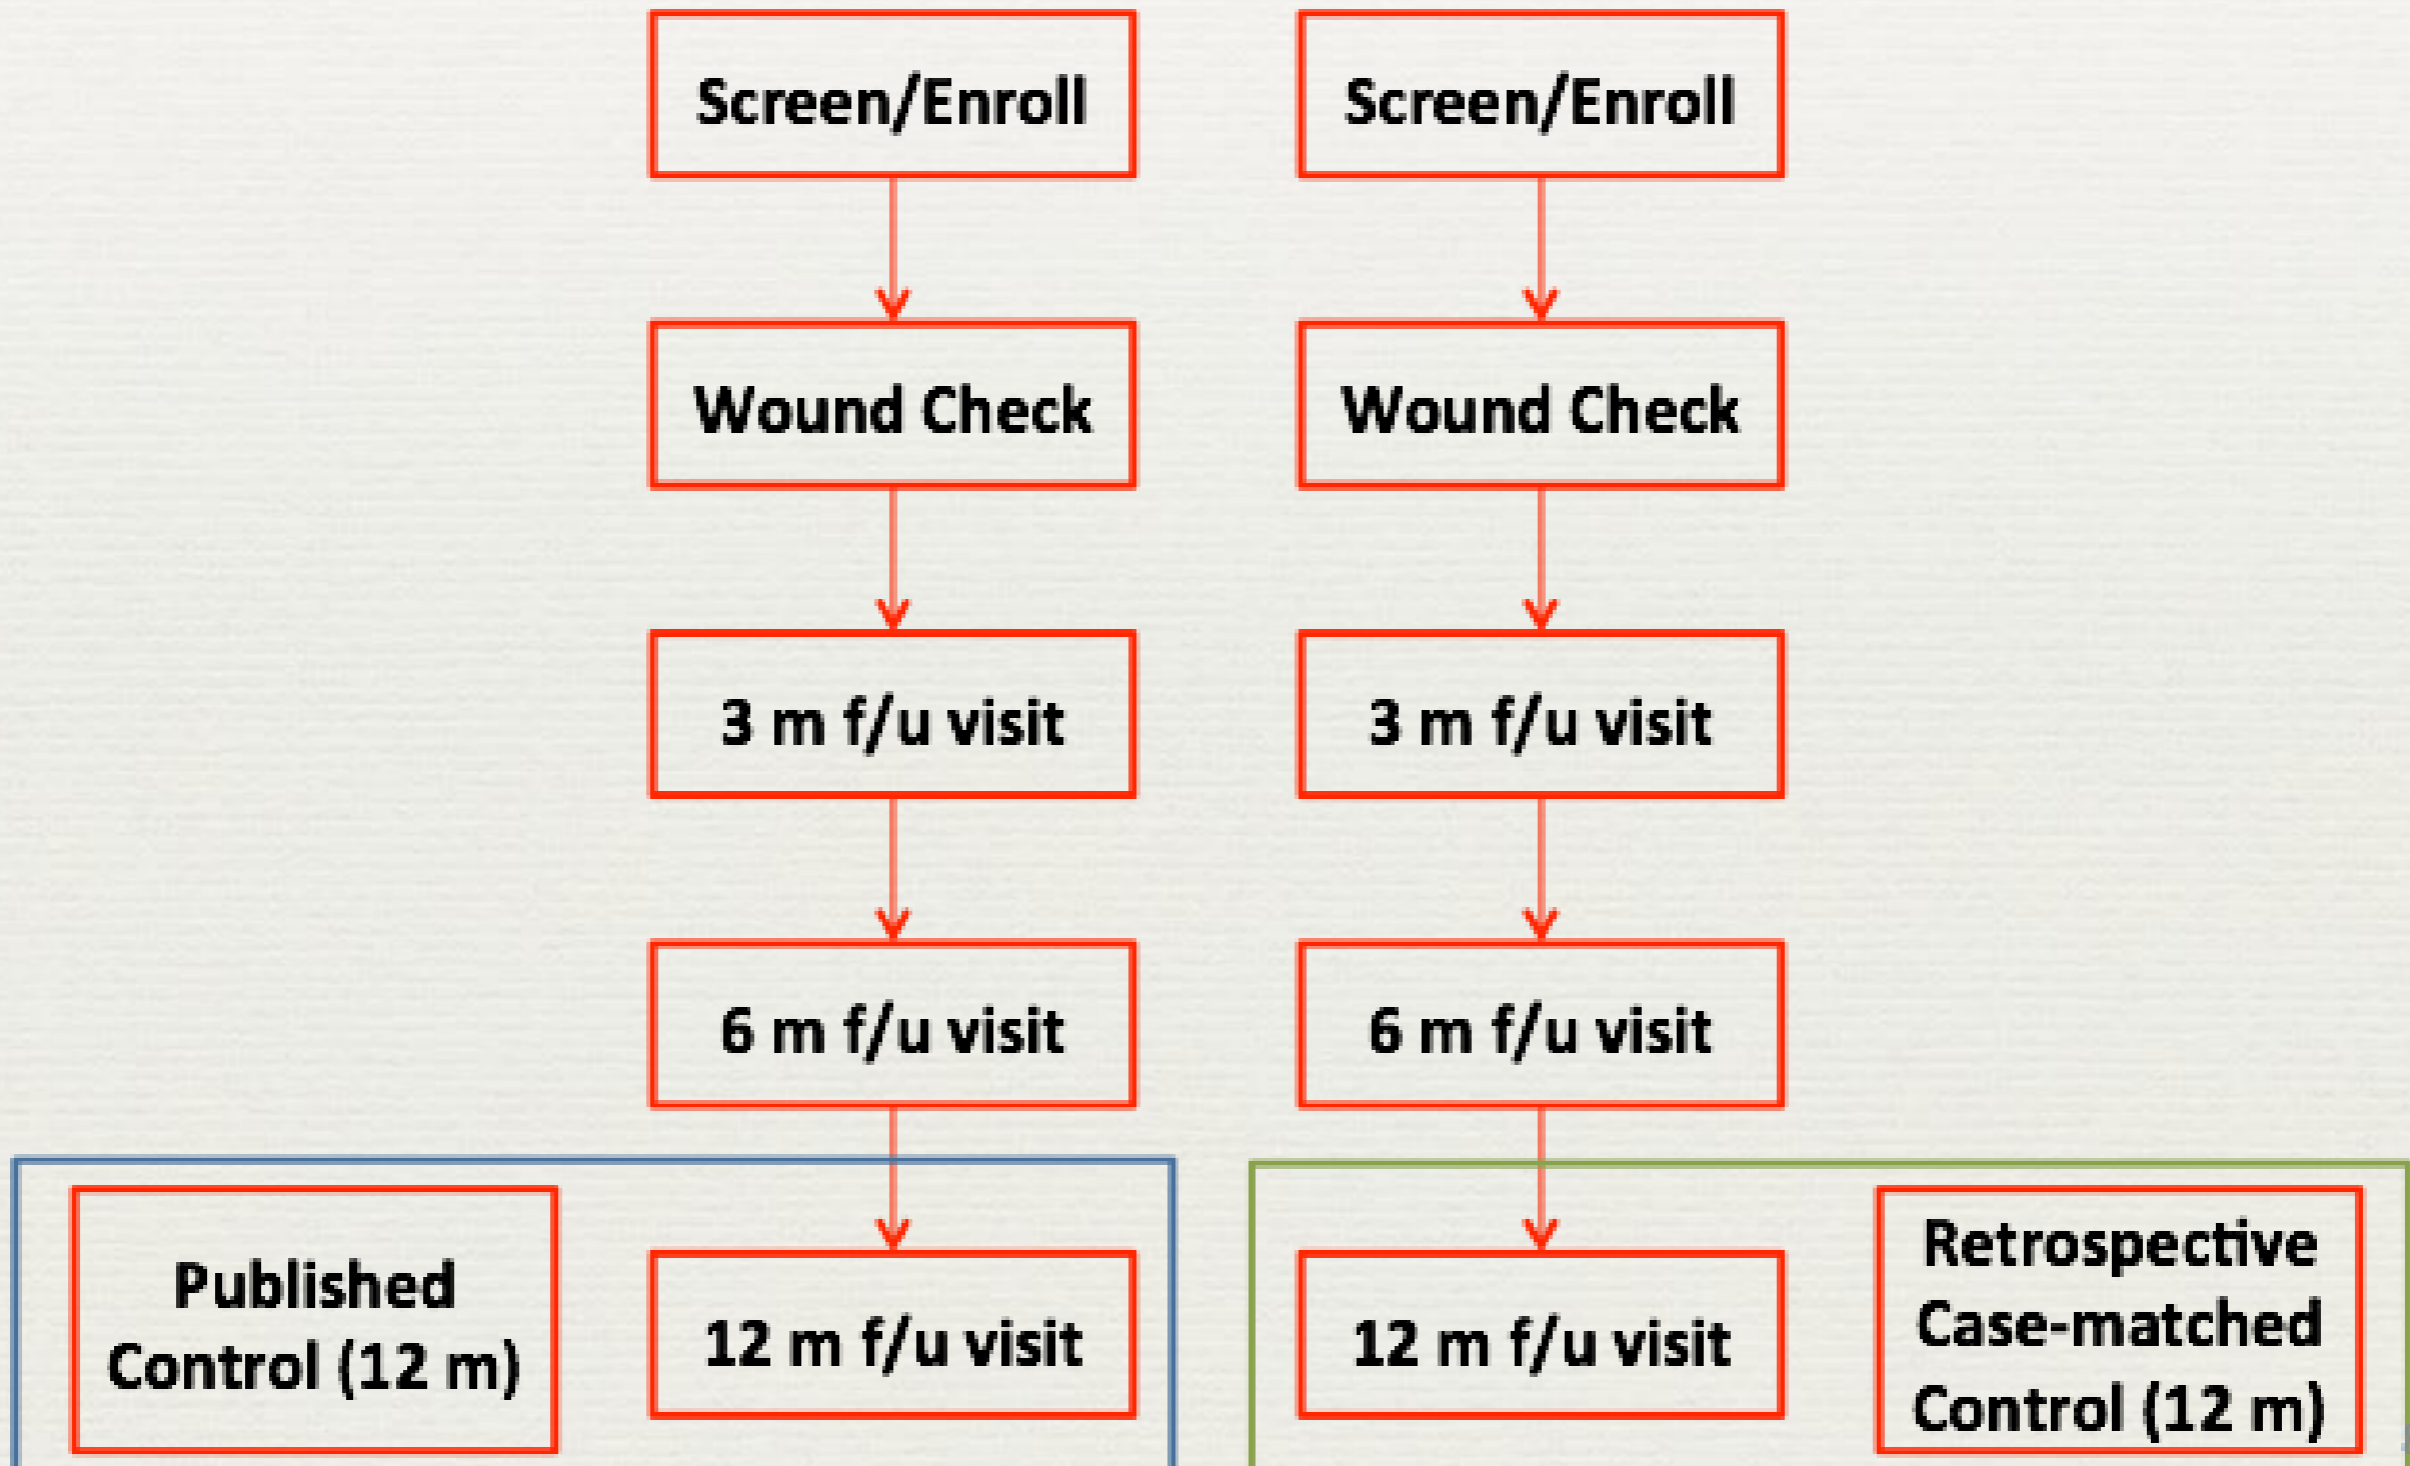 Screen/Enroll
Screen/Enroll
Wound Check
Wound Check
3 m f/u visit
3 m f/u visit
6 m f/u visit
6 m f/u visit
Published
Control (12 m)
12 m f/u visit
12 m f/u visit
Retrospective
Case-matched
Control (12 m)